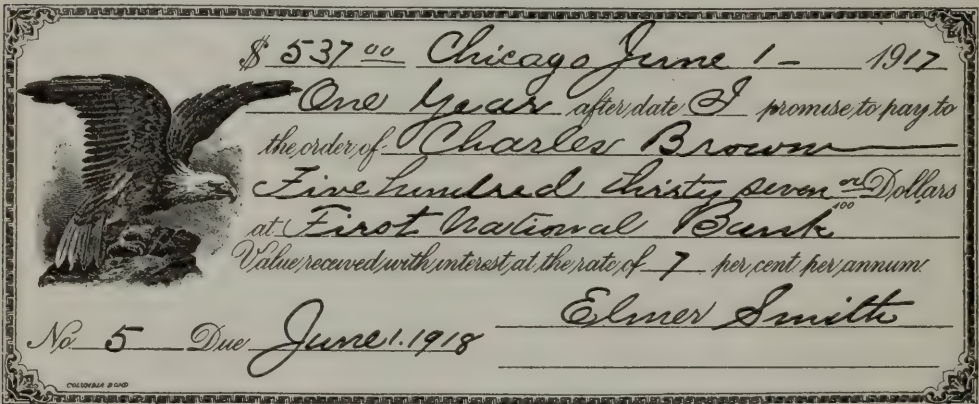 $ 537 00 Chicago June 1 - 1917
One Year after date I promise to pay to
the order of Charles Brown
Five hundred thirty seven 00/100 Dollars
at First National Bank
Value received with interest at the rate of 7 per cent per annum.
Elmer Smith
No 5 Due June 1. 1918
COLUMBIA BOND